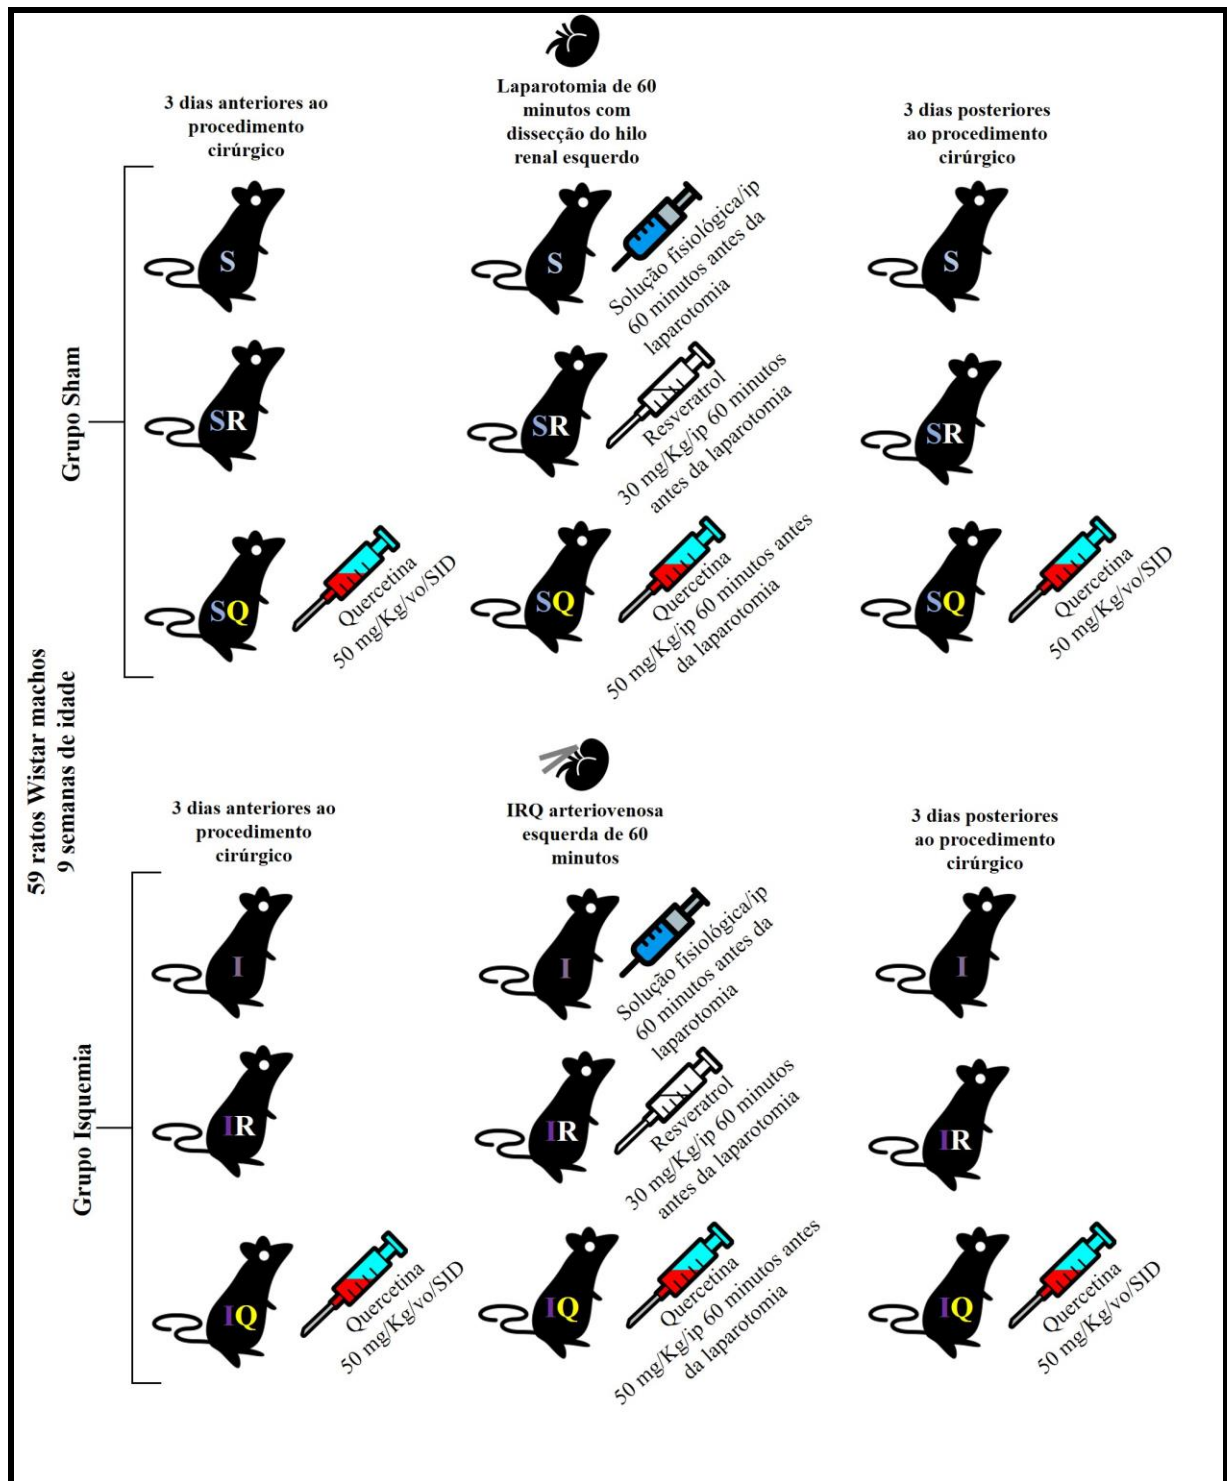 59 ratos Wistar machos
9 semanas de idade
Grupo Sham
3 dias anteriores ao
procedimento
cirúrgico
Laparotomia de 60
minutos com
dissecção do hilo
renal esquerdo
3 dias posteriores
ao procedimento
cirúrgico
S
S
Solução fisiológica/ip
60 minutos antes da
laparotomia
S
SR
SR
Resveratrol
30 mg/Kg/ip 60 minutos
antes da laparotomia
SR
SQ
Quercetina
50 mg/Kg/vo/SID
SQ
Quercetina
50 mg/Kg/ip 60 minutos antes
da laparotomia
SQ
Quercetina
50 mg/Kg/vo/SID
Grupo Isquemia
3 dias anteriores ao
procedimento
cirúrgico
IRQ arteriovenosa
esquerda de 60
minutos
3 dias posteriores
ao procedimento
cirúrgico
I
I
Solução fisiológica/ip
60 minutos antes da
laparotomia
I
IR
IR
Resveratrol
30 mg/Kg/ip 60 minutos
antes da laparotomia
IR
IQ
Quercetina
50 mg/Kg/vo/SID
IQ
Quercetina
50 mg/Kg/ip 60 minutos antes
da laparotomia
IQ
Quercetina
50 mg/Kg/vo/SID